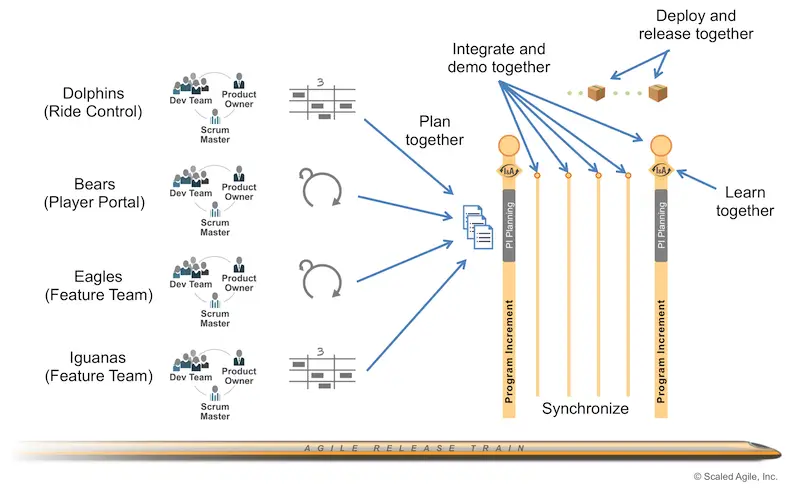 Deploy and
release together
Integrate and
demo together
Dolphins
(Ride Control)
Dev Team
Product
Owner
Scrum
Master
3
Plan
together
Bears
(Player Portal)
Dev Team
Product
Owner
Scrum
Master
I&A
I&A
Learn
together
PI Planning
PI Planning
Eagles
(Feature Team)
Dev Team
Product
Owner
Scrum
Master
Program Increment
Program Increment
Iguanas
(Feature Team)
Dev Team
Product
Owner
Scrum
Master
3
Synchronize
AGILE RELEASE TRAIN
© Scaled Agile, Inc.